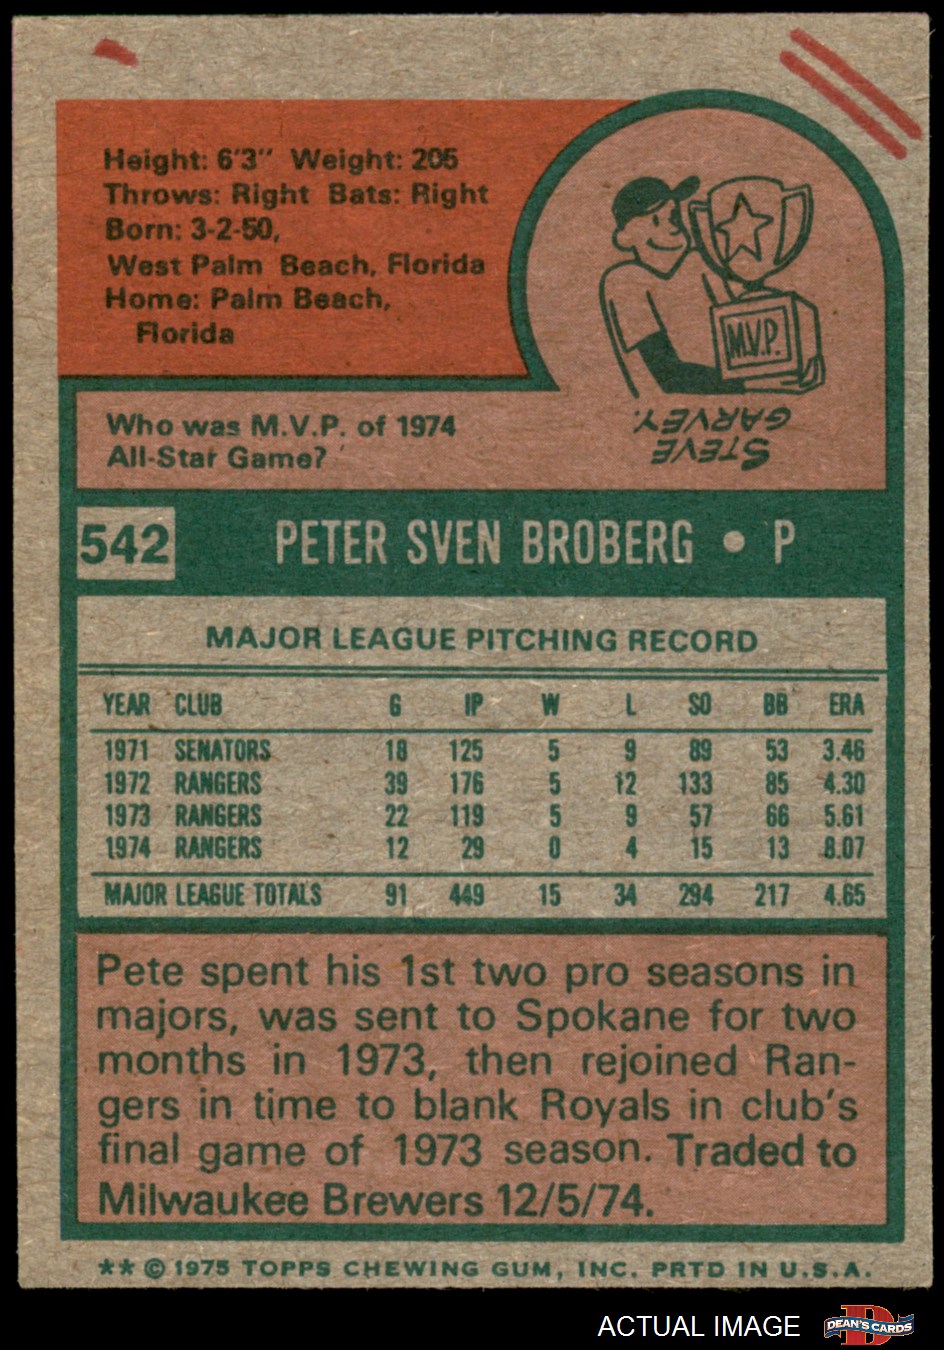 Height: 6'3" Weight: 205
Throws: Right Bats: Right
Born: 3-2-50,
West Palm Beach, Florida
Home: Palm Beach,
Florida
M.V.P.
STEVE
GARVEY.
Who was M.V.P. of 1974
All-Star Game?
542 PETER SVEN BROBERG • P
MAJOR LEAGUE PITCHING RECORD
YEAR CLUB G IP W L SO BB ERA
1971 SENATORS 18 125 5 9 89 53 3.46
1972 RANGERS 39 176 5 12 133 85 4.30
1973 RANGERS 22 119 5 9 57 66 5.61
1974 RANGERS 12 29 0 4 15 13 8.07
MAJOR LEAGUE TOTALS 91 449 15 34 294 217 4.65
Pete spent his 1st two pro seasons in
majors, was sent to Spokane for two
months in 1973, then rejoined Ran-
gers in time to blank Royals in club's
final game of 1973 season. Traded to
Milwaukee Brewers 12/5/74.
** © 1975 TOPPS CHEWING GUM, INC. PRTD IN U.S.A.
ACTUAL IMAGE
D
DEAN'S CARDS